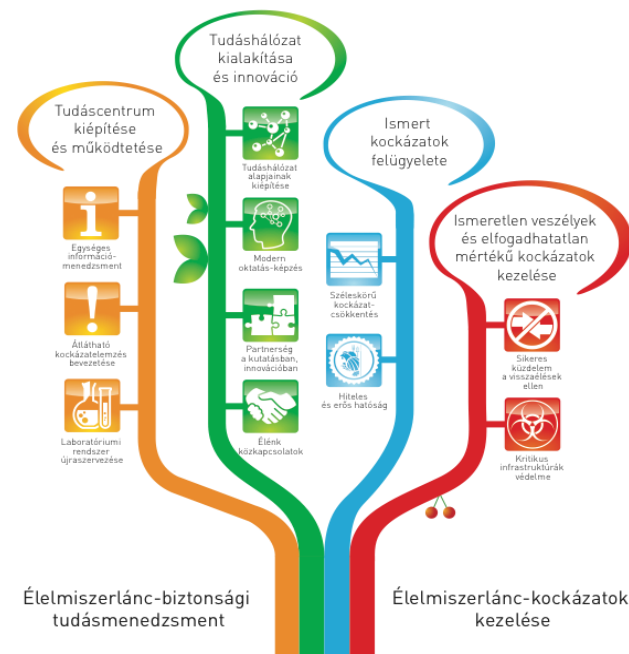 Tudáscentrum
kiépítése
és működtetése
Egységes
információ-
menedzsment
Átlátható
kockázatelemzés
bevezetése
Laboratóriumi
rendszer
újraszervezése
Tudáshálózat
kialakítása
és innováció
Tudáshálózat
alapjainak
kiépítése
Modern
oktatás-képzés
Partnerség
a kutatásban,
innovációban
Élénk
közkapcsolatok
Ismert
kockázatok
felügyelete
Széleskörű
kockázat-
csökkentés
Hiteles
és erős hatóság
Ismeretlen veszélyek
és elfogadhatatlan
mértékű kockázatok
kezelése
Sikeres
küzdelem
a visszaélések
ellen
Kritikus
infrastruktúrák
védelme
Élelmiszerlánc-biztonsági
tudásmenedzsment
Élelmiszerlánc-kockázatok
kezelése